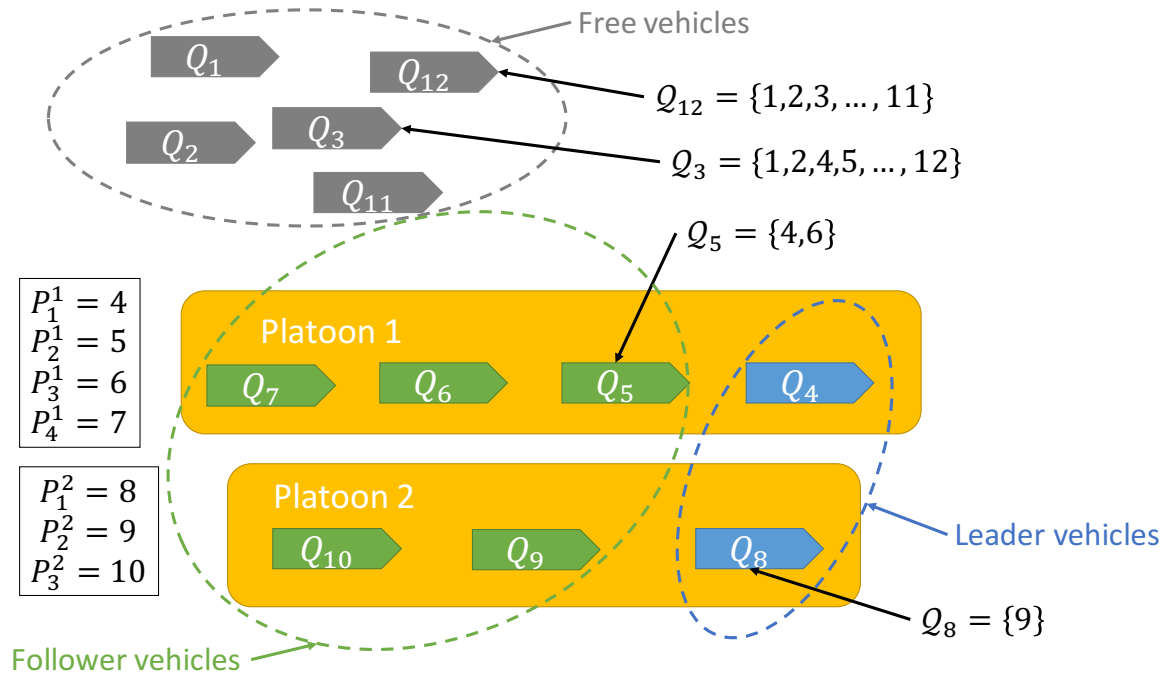 Free vehicles
Q₁
Q₁₂
𝒬₁₂ = {1,2,3, … , 11}
Q₂
Q₃
𝒬₃ = {1,2,4,5, … , 12}
Q₁₁
𝒬₅ = {4,6}
P₁¹ = 4
P₂¹ = 5
P₃¹ = 6
P₄¹ = 7
Platoon 1
Q₇
Q₆
Q₅
Q₄
P₁² = 8
P₂² = 9
P₃² = 10
Platoon 2
Q₁₀
Q₉
Q₈
Leader vehicles
𝒬₈ = {9}
Follower vehicles